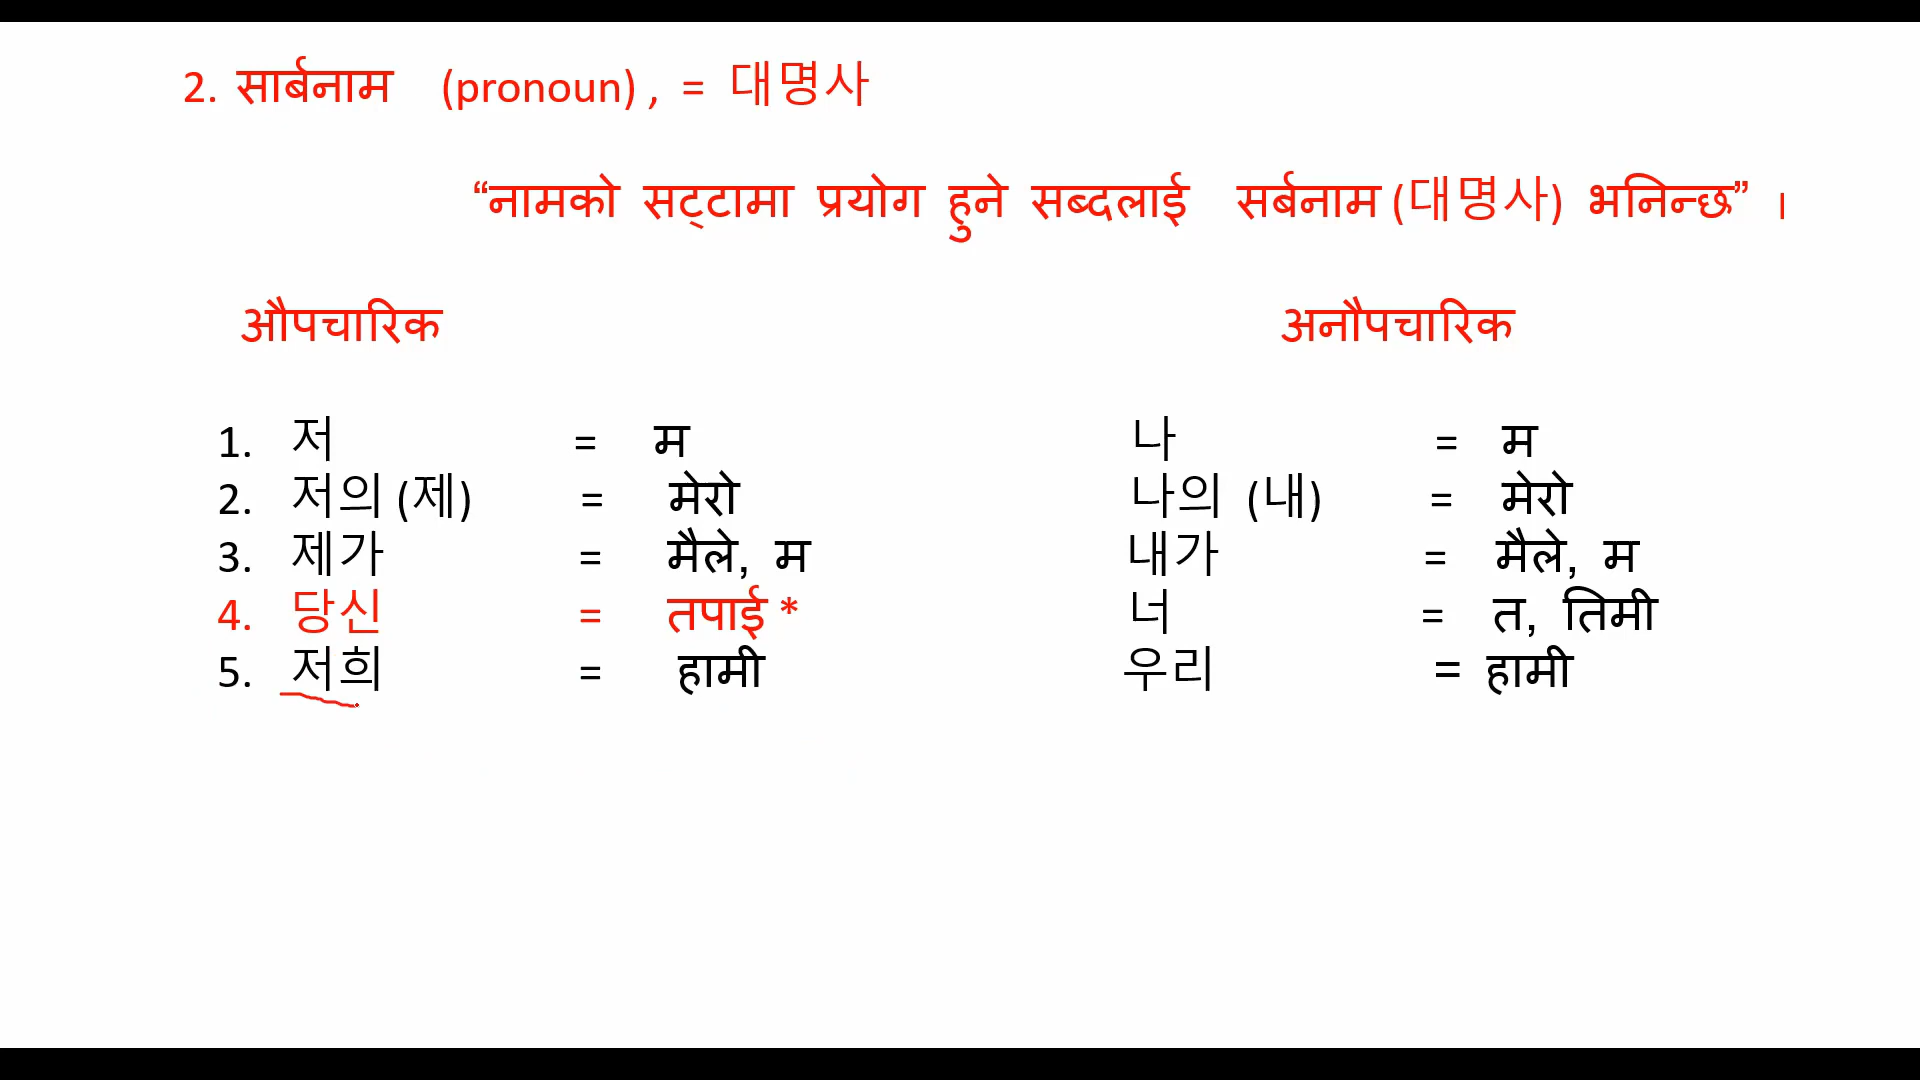 2. सार्बनाम (pronoun) , = 대명사
“नामको सट्टामा प्रयोग हुने सब्दलाई सर्बनाम (대명사) भनिन्छ” ।
औपचारिक अनौपचारिक
1. 저 = म 나 = म
2. 저의 (제) = मेरो 나의 (내) = मेरो
3. 제가 = मैले, म 내가 = मैले, म
4. 당신 = तपाई * 너 = त, तिमी
5. 저희 = हामी 우리 = हामी